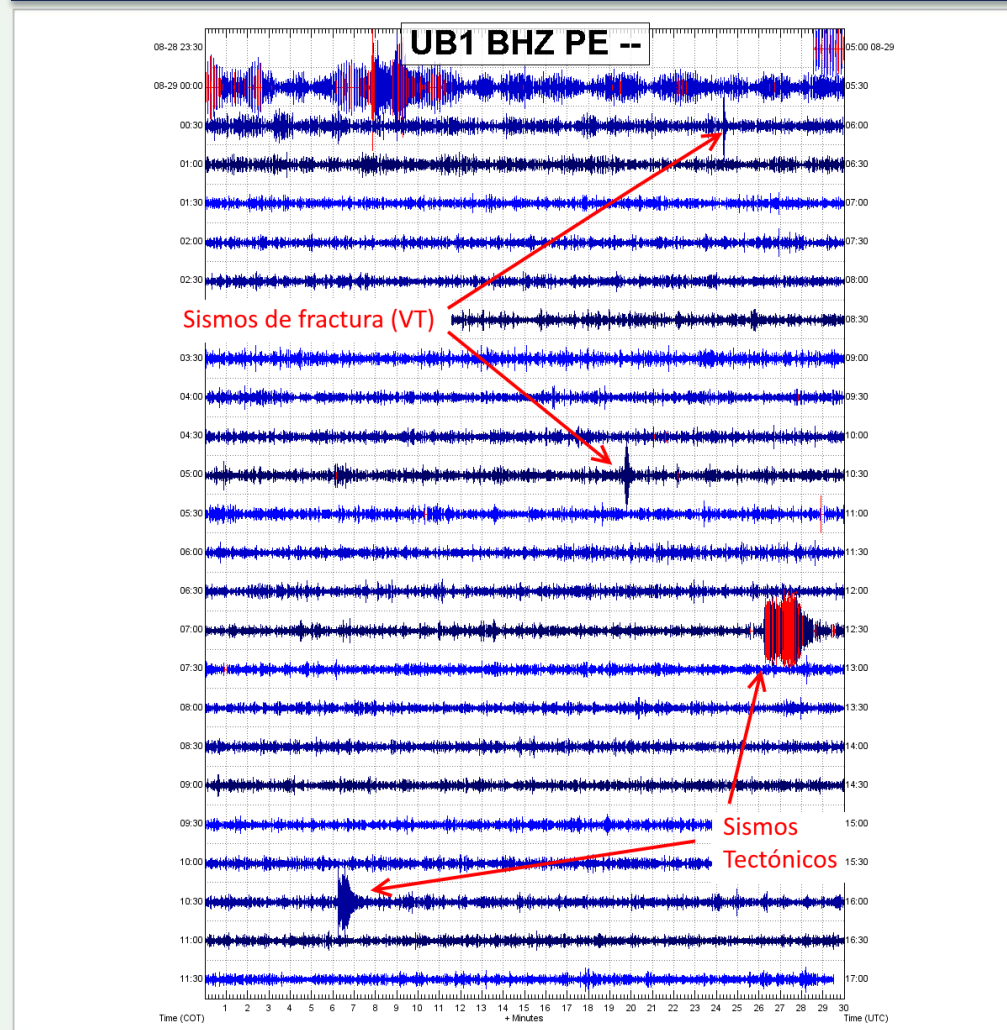 UB1 BHZ PE --
08-28 23:30 05:00 08-29
08-29 00:00 05:30
00:30 06:00
01:00 06:30
01:30 07:00
02:00 07:30
02:30 08:00
Sismos de fractura (VT) 08:30
03:30 09:00
04:00 09:30
04:30 10:00
05:00 10:30
05:30 11:00
06:00 11:30
06:30 12:00
07:00 12:30
07:30 13:00
08:00 13:30
08:30 14:00
09:00 14:30
09:30 15:00
Sismos
Tectónicos
10:00 15:30
10:30 16:00
11:00 16:30
11:30 17:00
1 2 3 4 5 6 7 8 9 10 11 12 13 14 15 16 17 18 19 20 21 22 23 24 25 26 27 28 29 30
Time (COT) + Minutes Time (UTC)